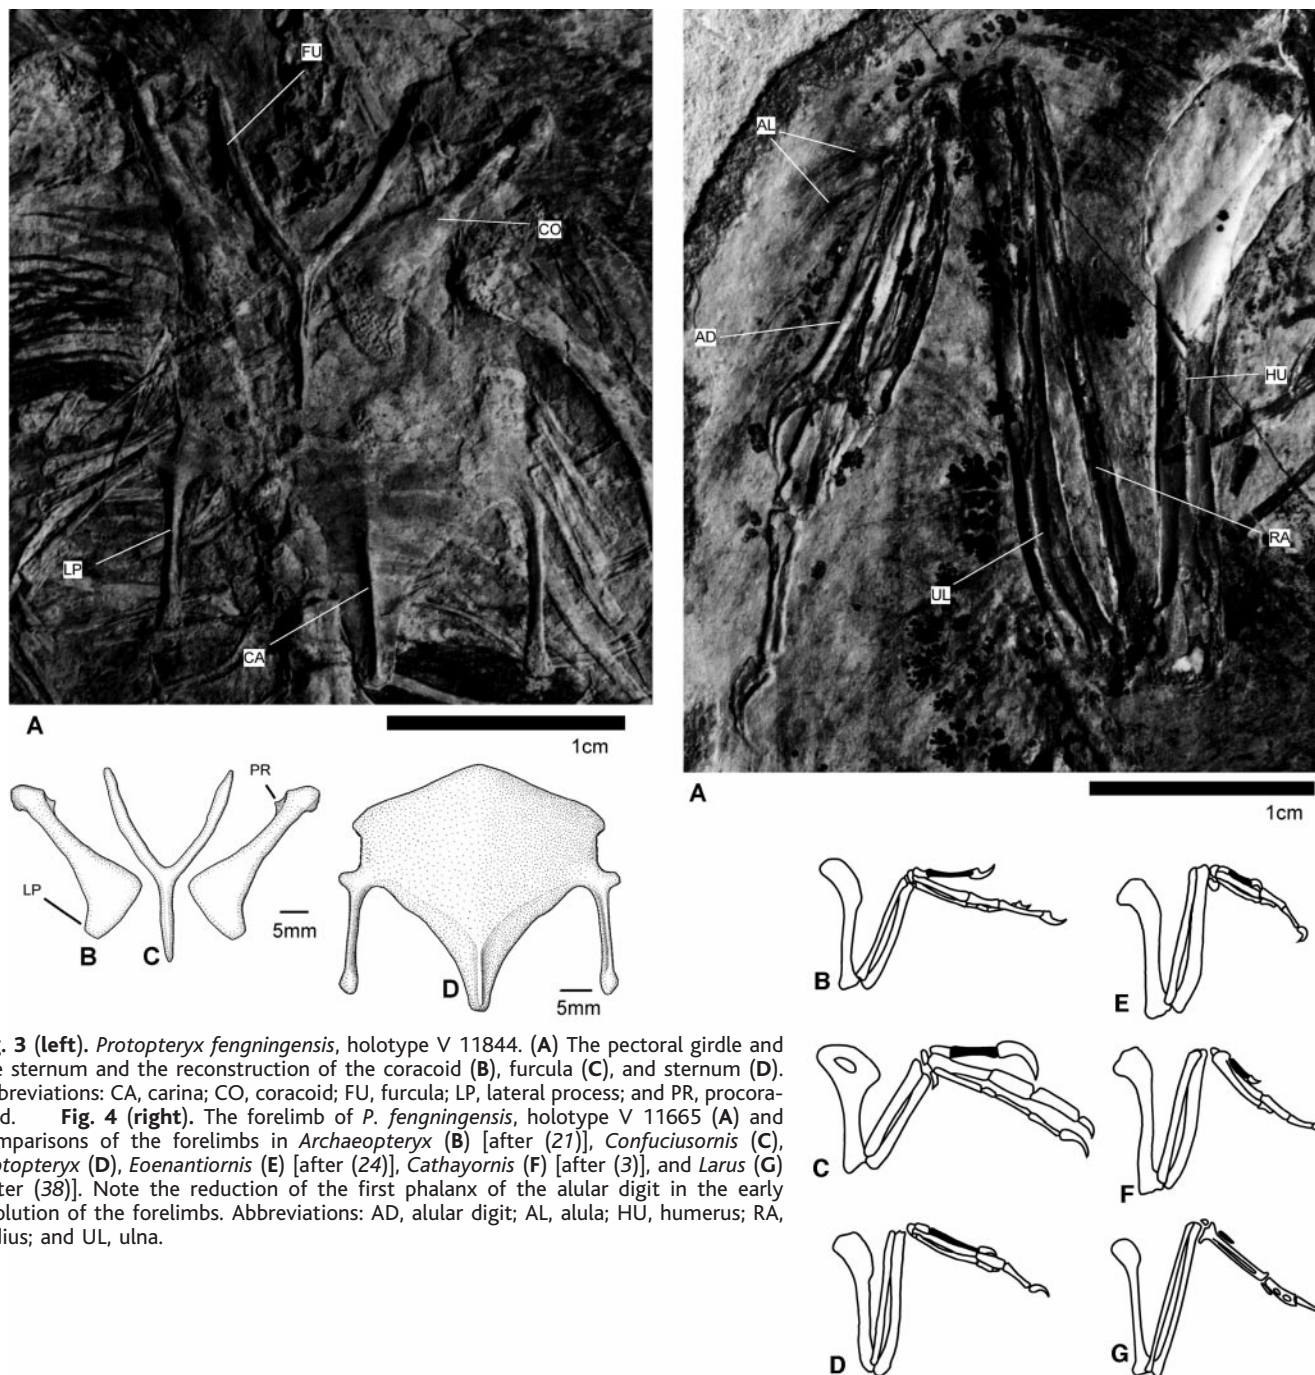 FU
CO
LP
CA
A
1cm
PR
LP
5mm
B
C
D
5mm
AL
AD
HU
RA
UL
A
1cm
B
E
C
F
D
G
g. 3 (left). Protopteryx fengningensis, holotype V 11844. (A) The pectoral girdle and
e sternum and the reconstruction of the coracoid (B), furcula (C), and sternum (D).
breviations: CA, carina; CO, coracoid; FU, furcula; LP, lateral process; and PR, procora-
d. Fig. 4 (right). The forelimb of P. fengningensis, holotype V 11665 (A) and
mparisons of the forelimbs in Archaeopteryx (B) [after (21)], Confuciusornis (C),
otopteryx (D), Eoenantiornis (E) [after (24)], Cathayornis (F) [after (3)], and Larus (G)
ter (38)]. Note the reduction of the first phalanx of the alular digit in the early
olution of the forelimbs. Abbreviations: AD, alular digit; AL, alula; HU, humerus; RA,
dius; and UL, ulna.